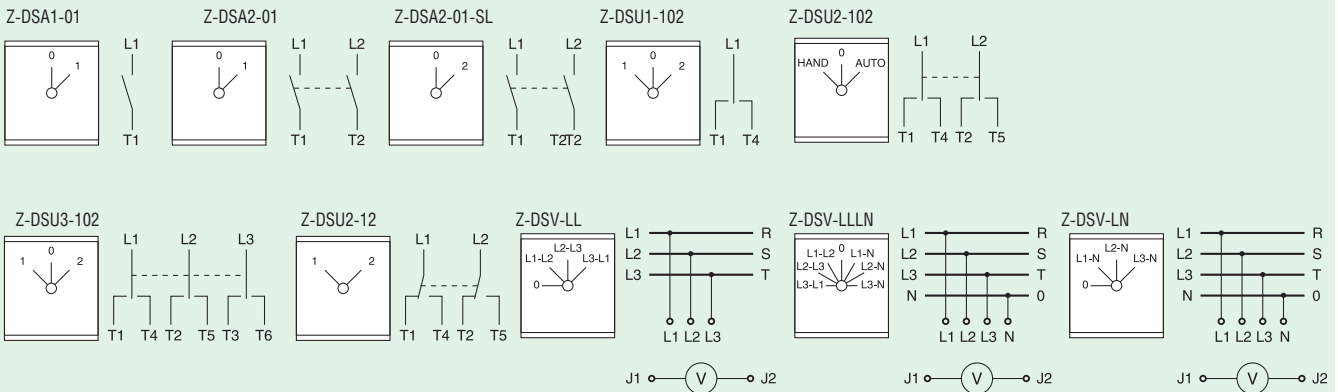 Z-DSA1-01 Z-DSA2-01 Z-DSA2-01-SL Z-DSU1-102 Z-DSU2-102
0 1 L1 T1
0 1 L1 L2 T1 T2
0 2 L1 L2 T1 T2T2
1 0 2 L1 T1 T4
HAND 0 AUTO L1 L2 T1 T4 T2 T5
Z-DSU3-102 Z-DSU2-12 Z-DSV-LL Z-DSV-LLLN Z-DSV-LN
1 0 2 L1 L2 L3 T1 T4 T2 T5 T3 T6
1 2 L1 L2 T1 T4 T2 T5
L2-L3
L1-L2 L3-L1
0
L1 R
L2 S
L3 T
L1 L2 L3
J1 V J2
0
L1-L2 L1-N
L2-L3 L2-N
L3-L1 L3-N
L1 R
L2 S
L3 T
N 0
L1 L2 L3 N
J1 V J2
L2-N
L1-N L3-N
0
L1 R
L2 S
L3 T
N 0
L1 L2 L3 N
J1 V J2